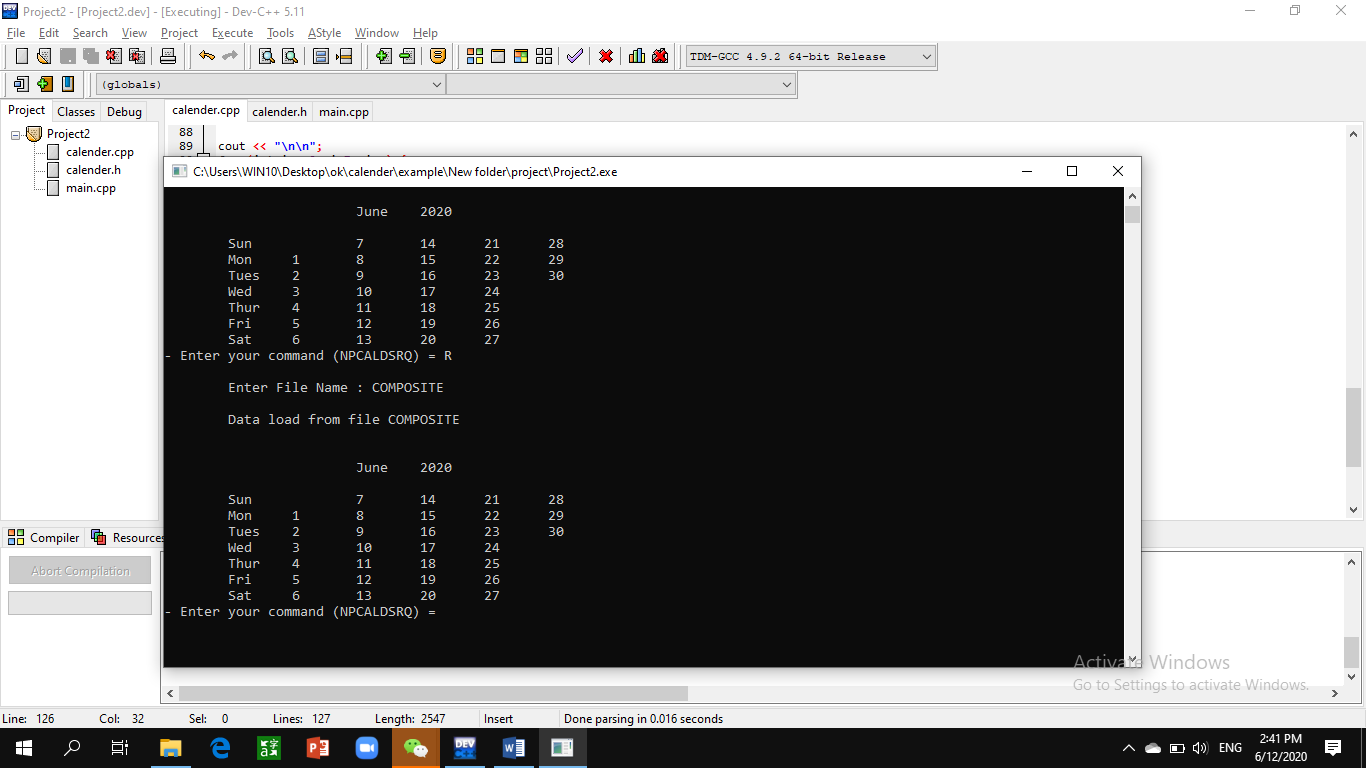 Project2 - [Project2.dev] - [Executing] - Dev-C++ 5.11
File Edit Search View Project Execute Tools AStyle Window Help
TDM-GCC 4.9.2 64-bit Release
(globals)
Project Classes Debug
calender.cpp calender.h main.cpp
Project2
calender.cpp
calender.h
main.cpp
88
89 cout << "\n\n";
C:\Users\WIN10\Desktop\ok\calender\example\New folder\project\Project2.exe
June 2020
Sun 7 14 21 28
Mon 1 8 15 22 29
Tues 2 9 16 23 30
Wed 3 10 17 24
Thur 4 11 18 25
Fri 5 12 19 26
Sat 6 13 20 27
- Enter your command (NPCALDSRQ) = R
Enter File Name : COMPOSITE
Data load from file COMPOSITE
June 2020
Sun 7 14 21 28
Mon 1 8 15 22 29
Tues 2 9 16 23 30
Wed 3 10 17 24
Thur 4 11 18 25
Fri 5 12 19 26
Sat 6 13 20 27
- Enter your command (NPCALDSRQ) =
Compiler Resources
Abort Compilation
Activate Windows
Go to Settings to activate Windows.
Line: 126 Col: 32 Sel: 0 Lines: 127 Length: 2547 Insert Done parsing in 0.016 seconds
DEV
ENG
2:41 PM
6/12/2020